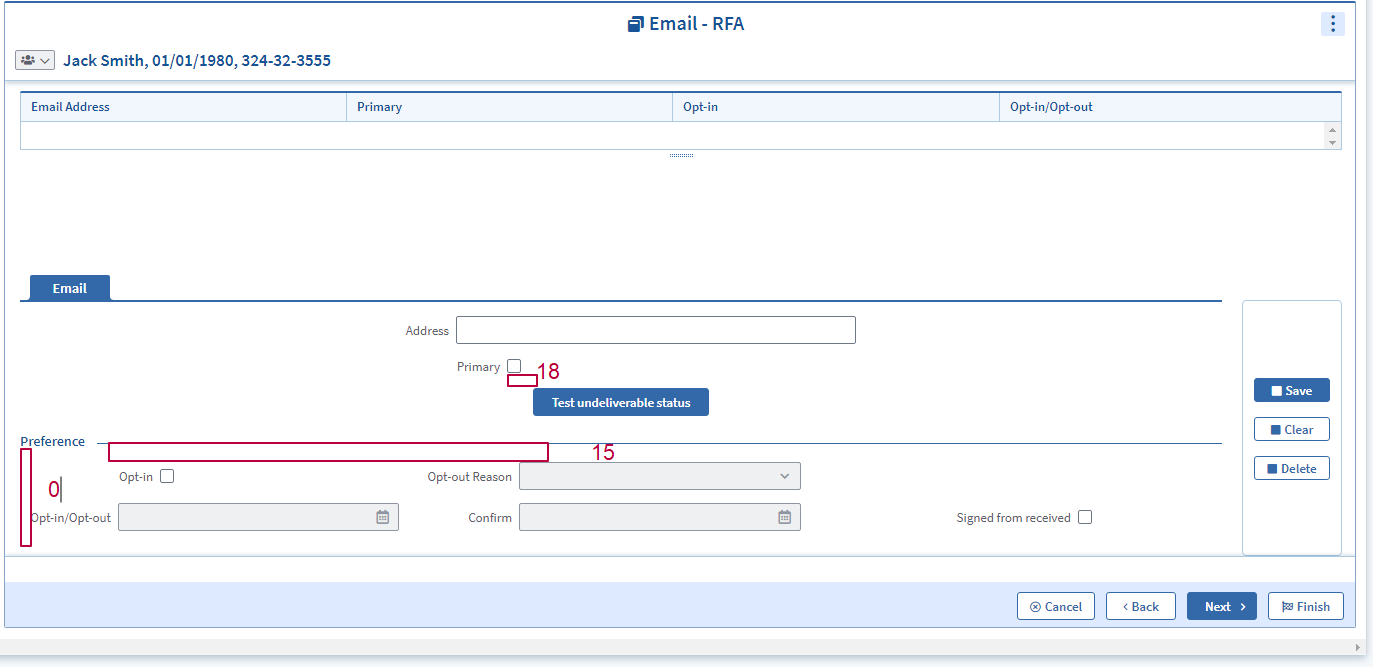 Email - RFA
Jack Smith, 01/01/1980, 324-32-3555
Email Address Primary Opt-in Opt-in/Opt-out
Email
Address
Primary
18
Test undeliverable status
Save
Clear
Delete
Preference
15
Opt-in Opt-out Reason
0
Opt-in/Opt-out Confirm Signed from received
Cancel Back Next Finish